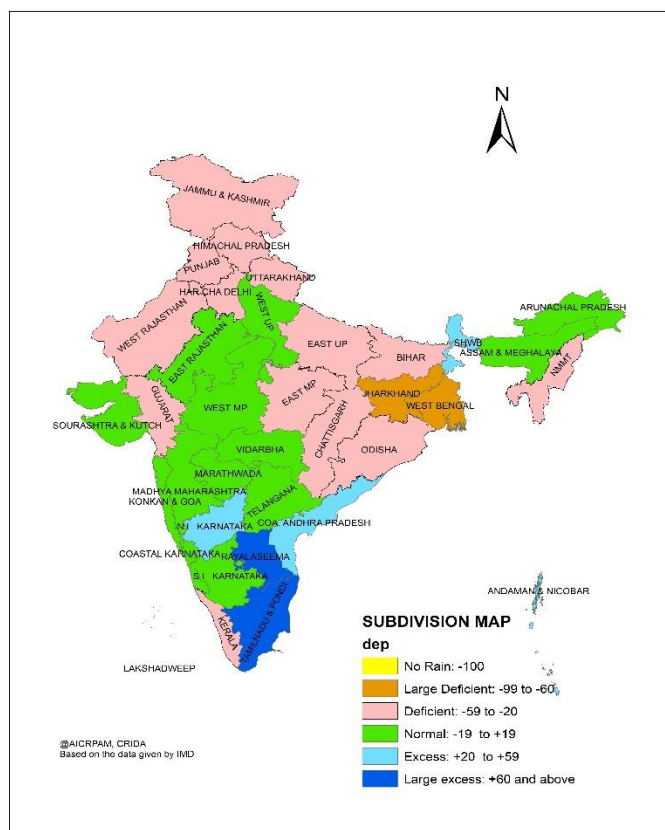 N
JAMMU & KASHMIR
HIMACHAL PRADESH
PUNJAB
UTTARAKHAND
HAR CHA DELHI
WEST UP
WEST RAJASTHAN
EAST RAJASTHAN
ARUNACHAL PRADESH
SHWB
ASSAM & MEGHALAYA
NMMT
EAST UP
BIHAR
GUJARAT
WEST MP
EAST MP
JHARKHAND
WEST BENGAL
SOURASHTRA & KUTCH
CHATTISGARH
VIDARBHA
ODISHA
MARATHWADA
MADHYA MAHARASHTRA
KONKAN & GOA
TELANGANA
N I KARNATAKA
COA. ANDHRA PRADESH
COASTAL KARNATAKA
RAYALASEEMA
S I KARNATAKA
ANDAMAN & NICOBAR
KERALA
TAMILNADU & PONDI
LAKSHADWEEP
SUBDIVISION MAP
dep
No Rain: -100
Large Deficient: -99 to -60
Deficient: -59 to -20
Normal: -19 to +19
Excess: +20 to +59
Large excess: +60 and above
@AICRPAM, CRIDA
Based on the data given by IMD